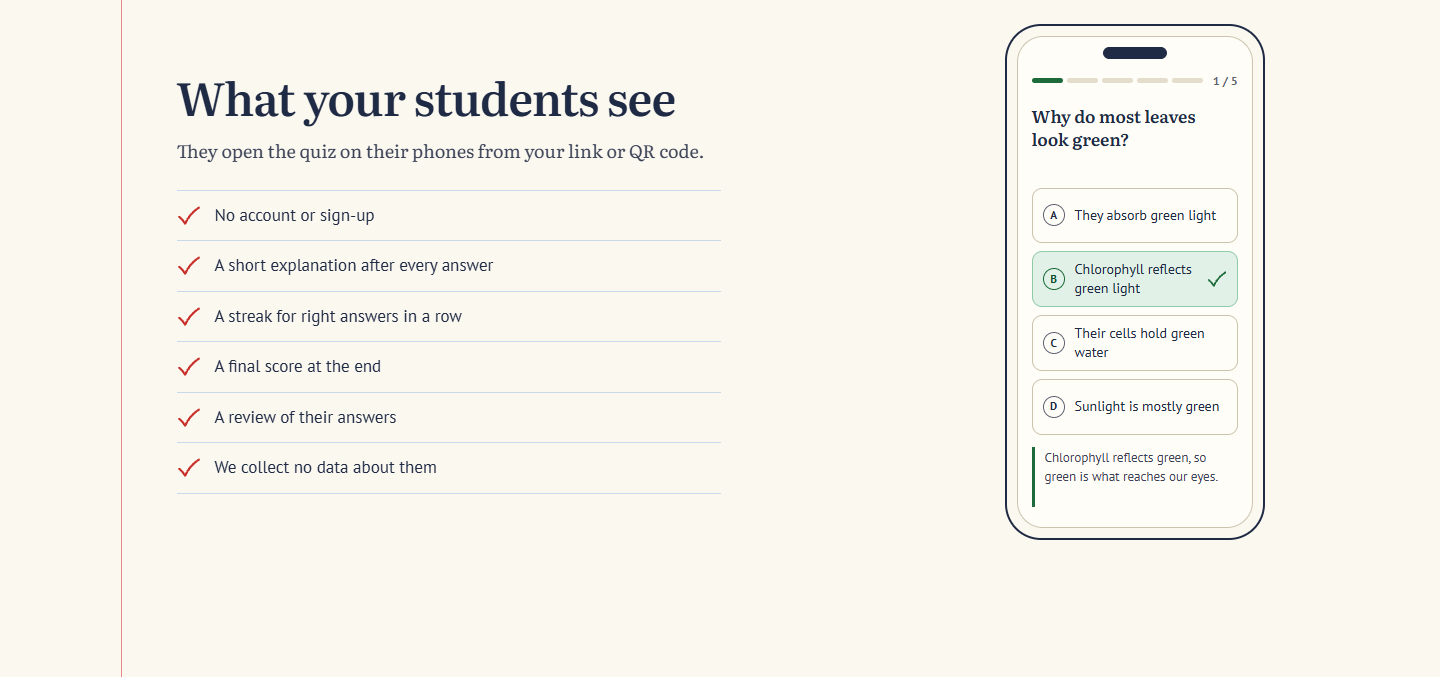 What your students see
They open the quiz on their phones from your link or QR code.
No account or sign-up
A short explanation after every answer
A streak for right answers in a row
A final score at the end
A review of their answers
We collect no data about them
1 / 5
Why do most leaves
look green?
A They absorb green light
B Chlorophyll reflects
green light
C Their cells hold green
water
D Sunlight is mostly green
Chlorophyll reflects green, so
green is what reaches our eyes.